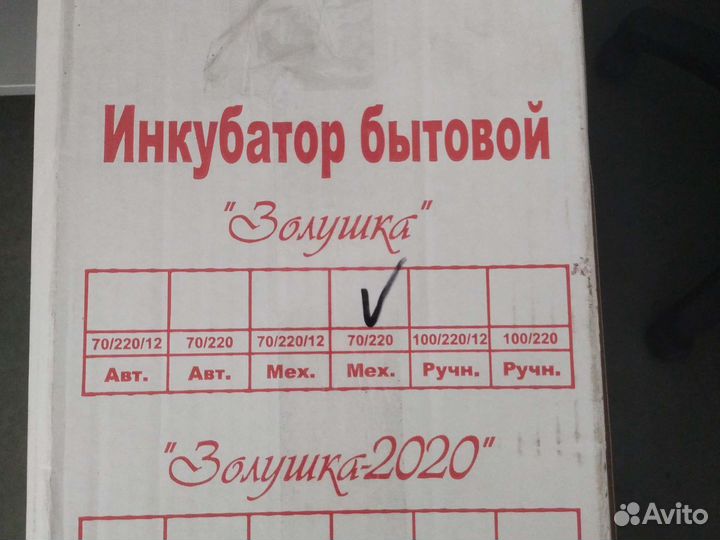 Инкубатор бытовой
"Золушка"
70/220/12 70/220 70/220/12 70/220 100/220/12 100/220
Авт. Авт. Мех. Мех. Ручн. Ручн.
"Золушка-2020"
Avito